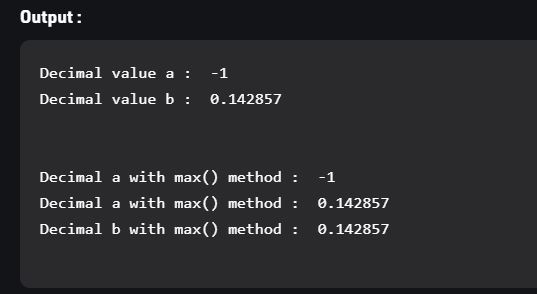 Output :
Decimal value a :  -1
Decimal value b :  0.142857
Decimal a with max() method :  -1
Decimal a with max() method :  0.142857
Decimal b with max() method :  0.142857